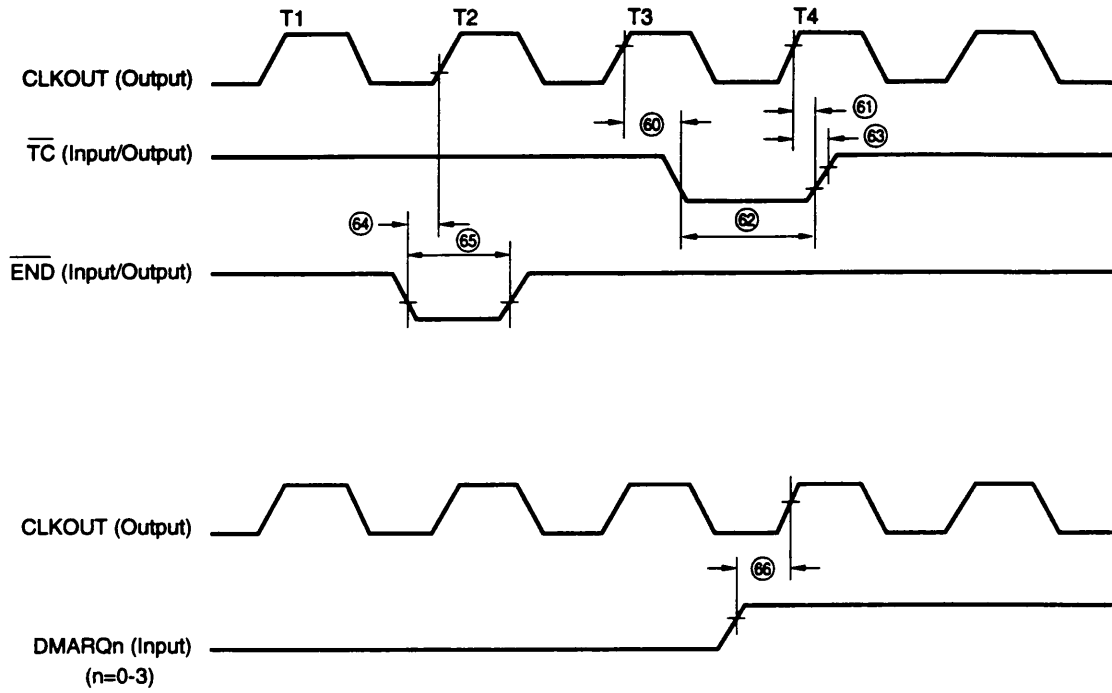 T1 T2 T3 T4
CLKOUT (Output)
61
60
63
TC (Input/Output)
62
64
65
END (Input/Output)
CLKOUT (Output)
66
DMARQn (Input)
(n=0-3)